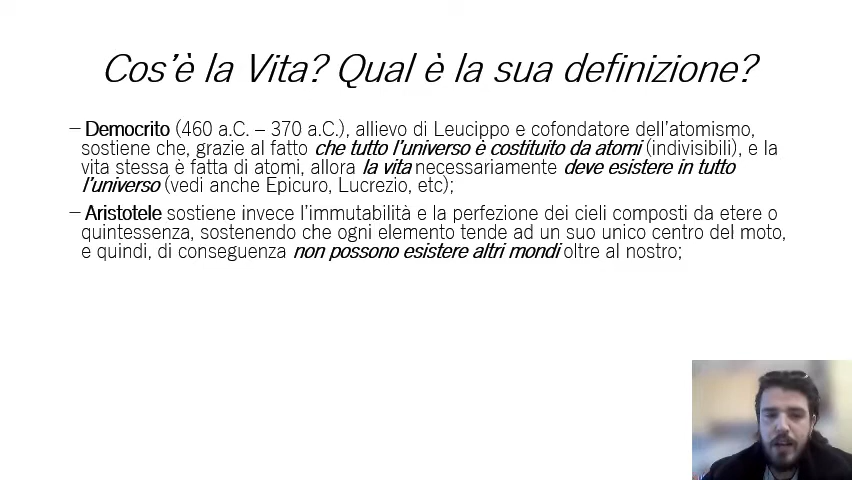 Cos'è la Vita? Qual è la sua definizione?
– Democrito (460 a.C. – 370 a.C.), allievo di Leucippo e cofondatore dell'atomismo,
sostiene che, grazie al fatto che tutto l'universo è costituito da atomi (indivisibili), e la
vita stessa è fatta di atomi, allora la vita necessariamente deve esistere in tutto
l'universo (vedi anche Epicuro, Lucrezio, etc);
– Aristotele sostiene invece l'immutabilità e la perfezione dei cieli composti da etere o
quintessenza, sostenendo che ogni elemento tende ad un suo unico centro del moto,
e quindi, di conseguenza non possono esistere altri mondi oltre al nostro;